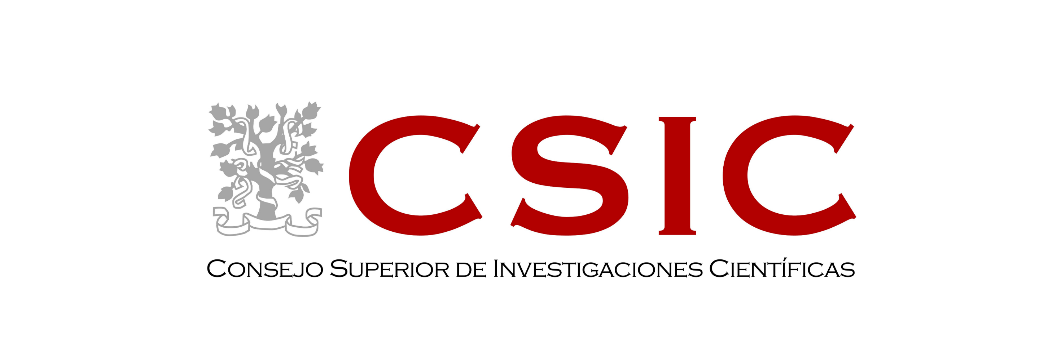 CSIC
CONSEJO SUPERIOR DE INVESTIGACIONES CIENTÍFICAS